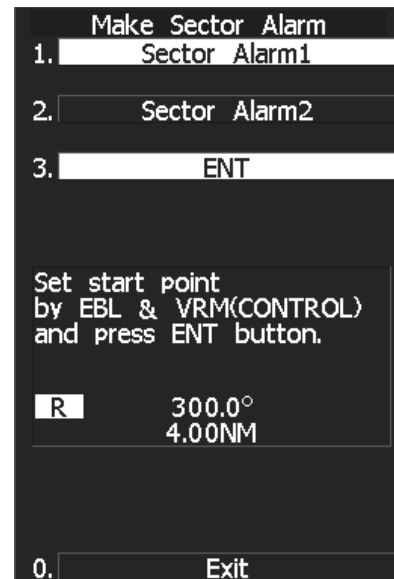 Make Sector Alarm
1. Sector Alarm1
2. Sector Alarm2
3. ENT
Set start point
by EBL & VRM(CONTROL)
and press ENT button.
R 300.0°
4.00NM
0. Exit